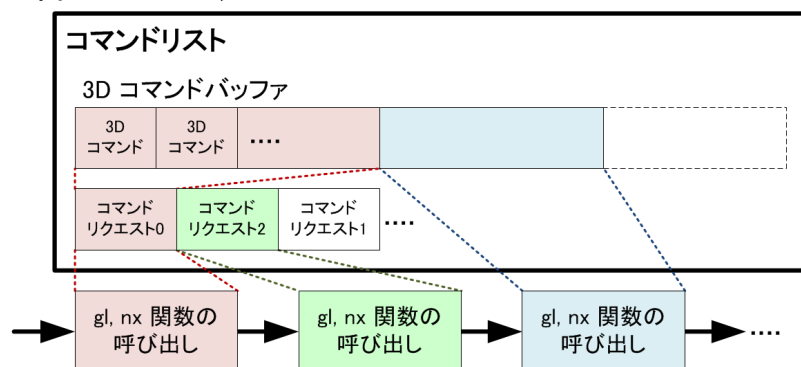 コマンドリスト
3D コマンドバッファ
3D
コマンド
3D
コマンド
....
コマンド
リクエスト0
コマンド
リクエスト2
コマンド
リクエスト1
....
gl, nx 関数の
呼び出し
gl, nx 関数の
呼び出し
gl, nx 関数の
呼び出し
....